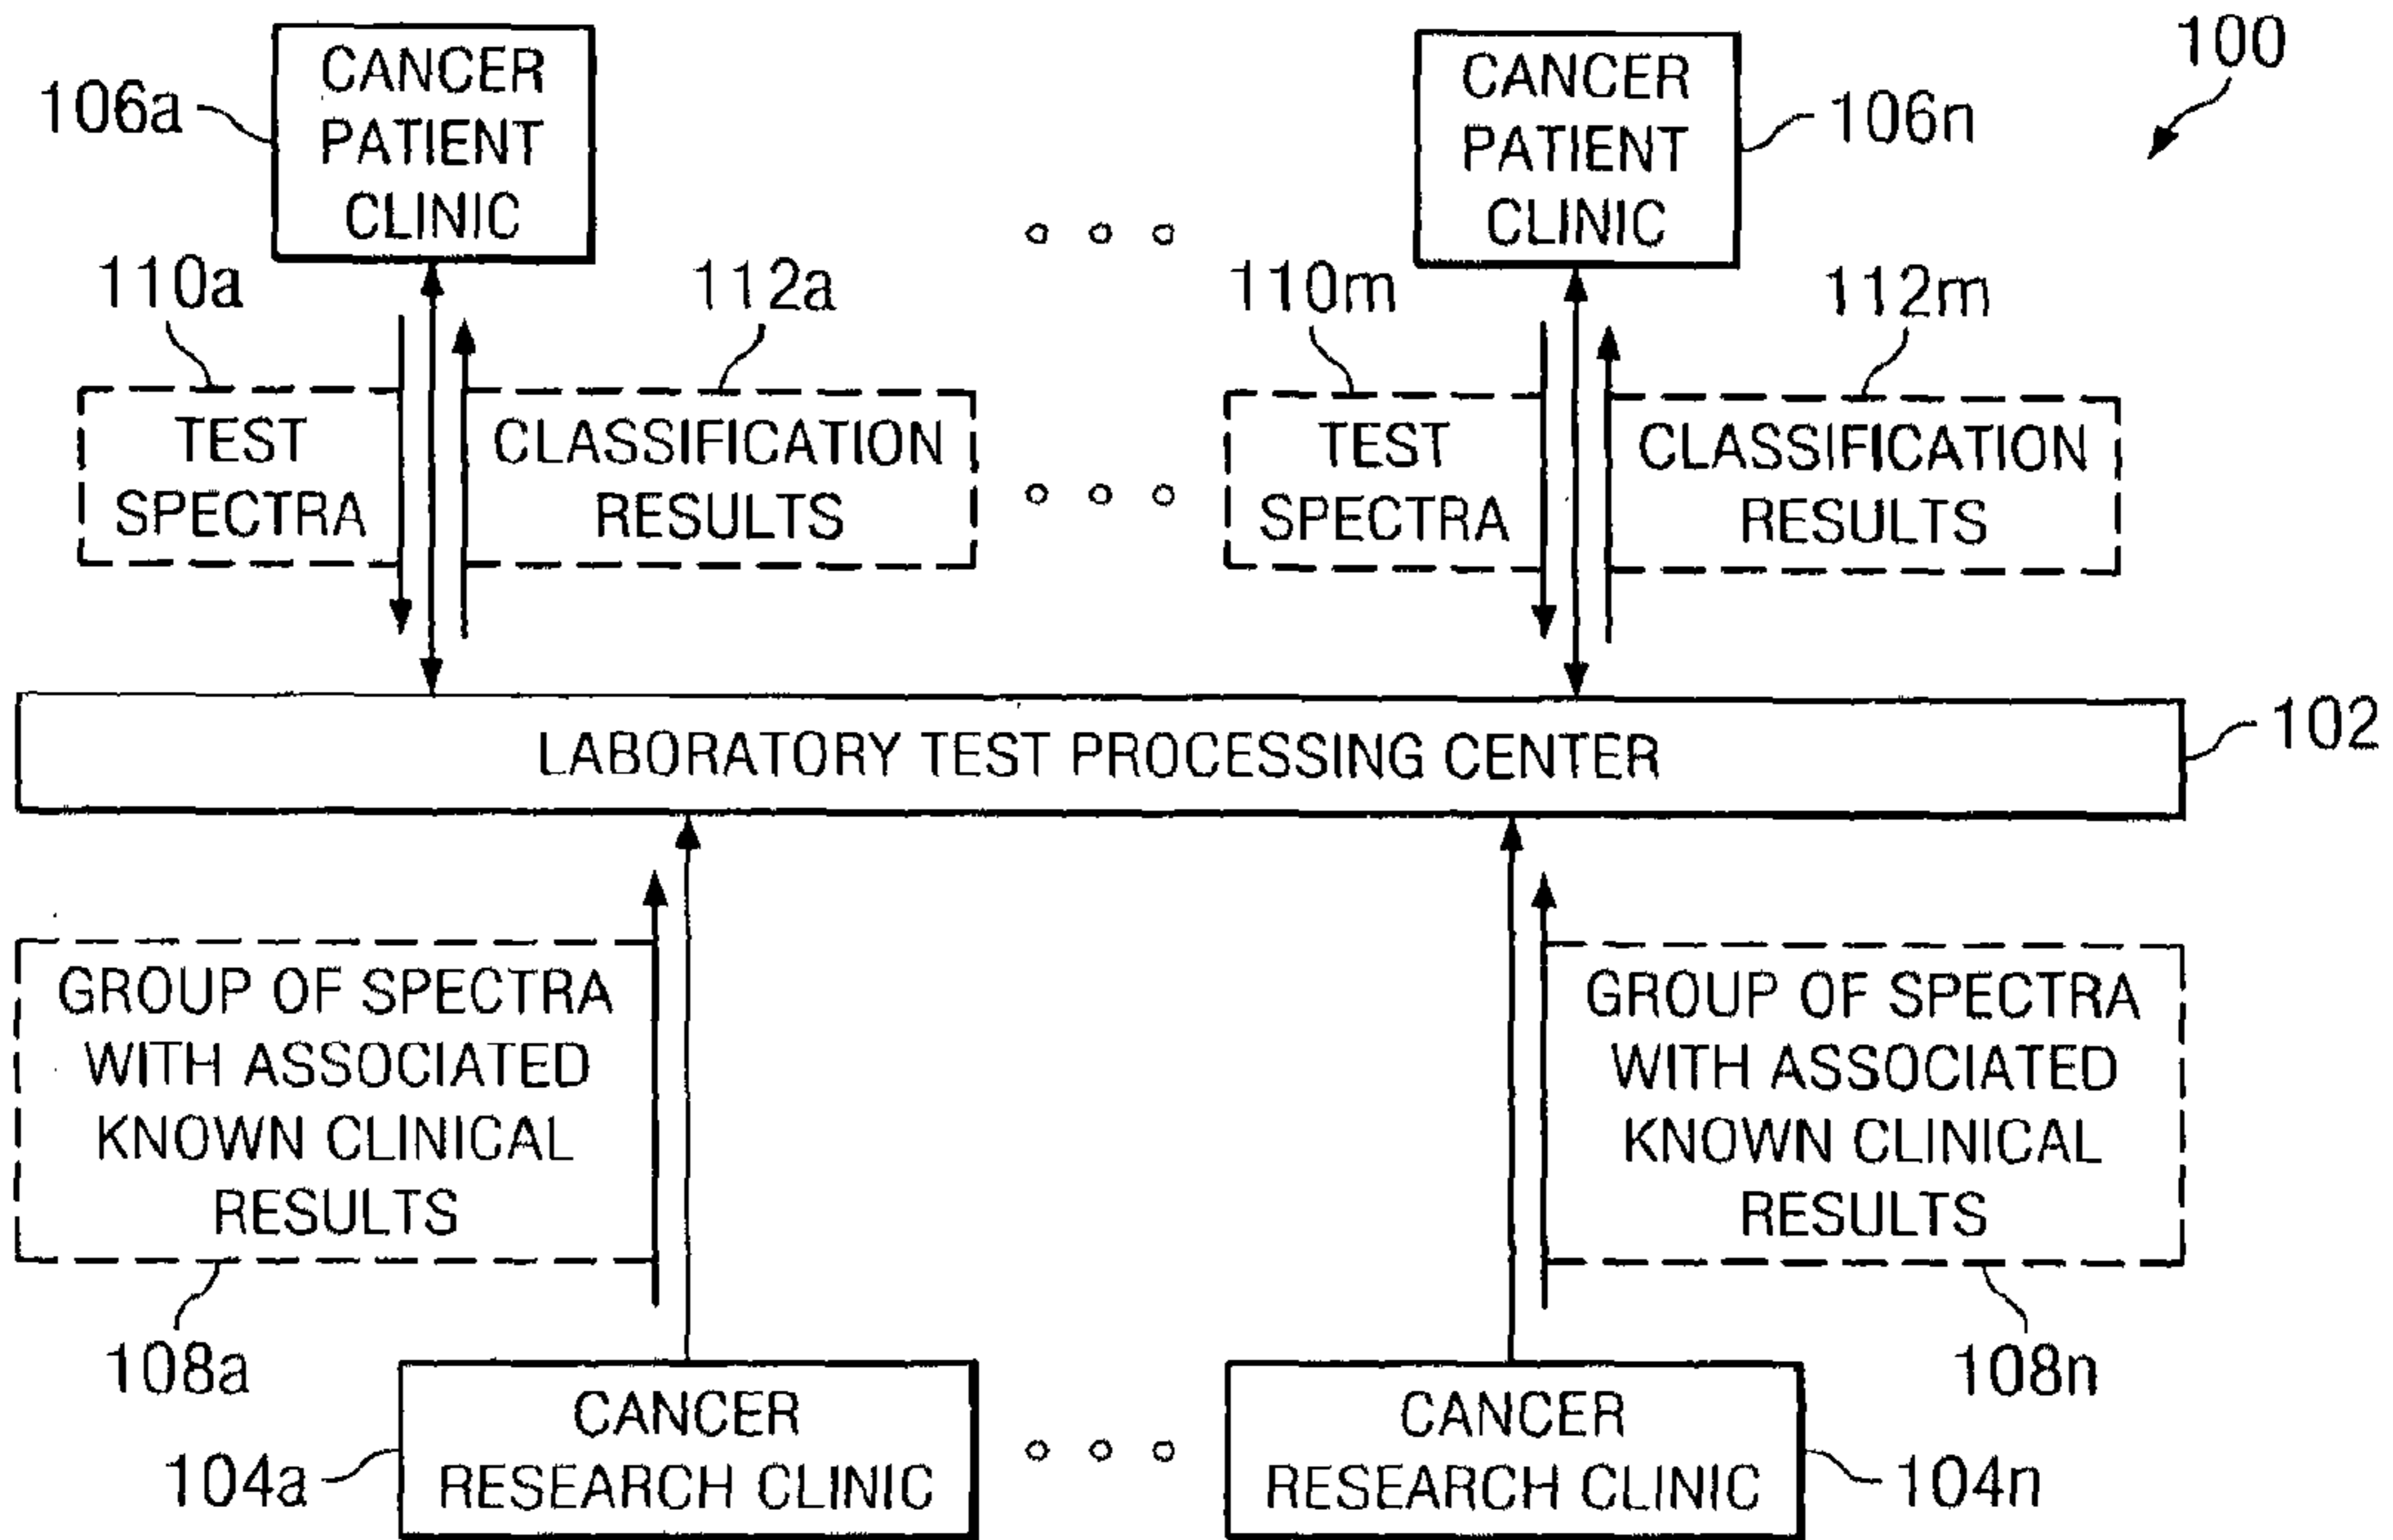 100
106a
CANCER
PATIENT
CLINIC
CANCER
PATIENT
CLINIC
106n
110a
112a
110m
112m
TEST
SPECTRA
CLASSIFICATION
RESULTS
TEST
SPECTRA
CLASSIFICATION
RESULTS
LABORATORY TEST PROCESSING CENTER
102
GROUP OF SPECTRA
WITH ASSOCIATED
KNOWN CLINICAL
RESULTS
GROUP OF SPECTRA
WITH ASSOCIATED
KNOWN CLINICAL
RESULTS
108a
108n
104a
CANCER
RESEARCH CLINIC
CANCER
RESEARCH CLINIC
104n